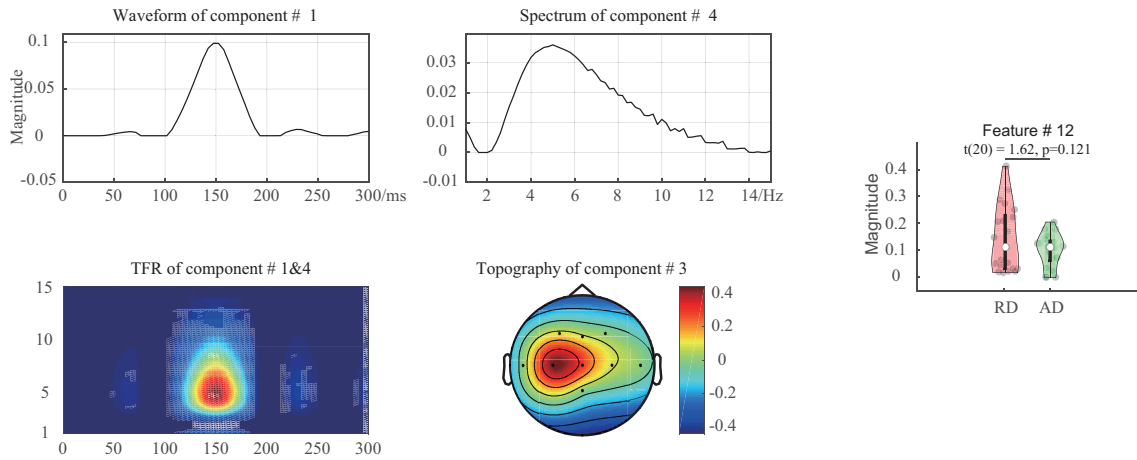 Waveform of component # 1
Magnitude
0.1
0.05
0
-0.05
0 50 100 150 200 250 300/ms
Spectrum of component # 4
0.04
0.03
0.02
0.01
0
-0.01
2 4 6 8 10 12 14/Hz
TFR of component # 1&4
15
10
5
1
0 50 100 150 200 250 300
Topography of component # 3
0.4
0.2
0
-0.2
-0.4
Feature # 12
t(20) = 1.62, p=0.121
Magnitude
0.4
0.3
0.2
0.1
0
RD AD